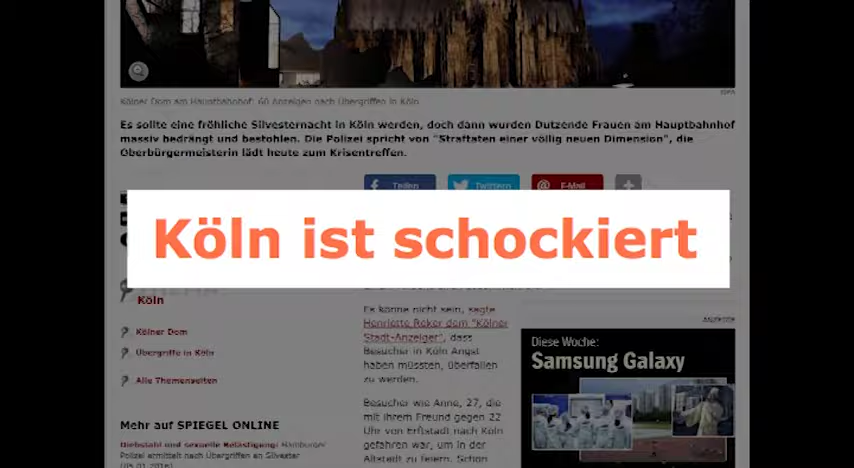 Kölner Dom am Hauptbahnhof: 60 Anzeigen nach Übergriffen in Köln
Es sollte eine fröhliche Silvesternacht in Köln werden, doch dann wurden Dutzende Frauen am Hauptbahnhof
massiv bedrängt und bestohlen. Die Polizei spricht von "Straftaten einer völlig neuen Dimension", die
Oberbürgermeisterin lädt heute zum Krisentreffen.
Teilen
Twittern
E-Mail
Köln ist schockiert
THEMA
Köln
Kölner Dom
Übergriffe in Köln
Alle Themenseiten
Mehr auf SPIEGEL ONLINE
Diebstahl und sexuelle Belästigung: Hamburger
Polizei ermittelt nach Übergriffen an Silvester
(05.01.2016)
Es könne nicht sein, sagte
Henriette Reker dem "Kölner
Stadt-Anzeiger", dass
Besucher in Köln Angst
haben müssten, überfallen
zu werden.
Besucher wie Anne, 27, die
mit ihrem Freund gegen 22
Uhr von Erftstadt nach Köln
gefahren war, um in der
Altstadt zu feiern. Schon
ANZEIGE
Diese Woche:
Samsung Galaxy